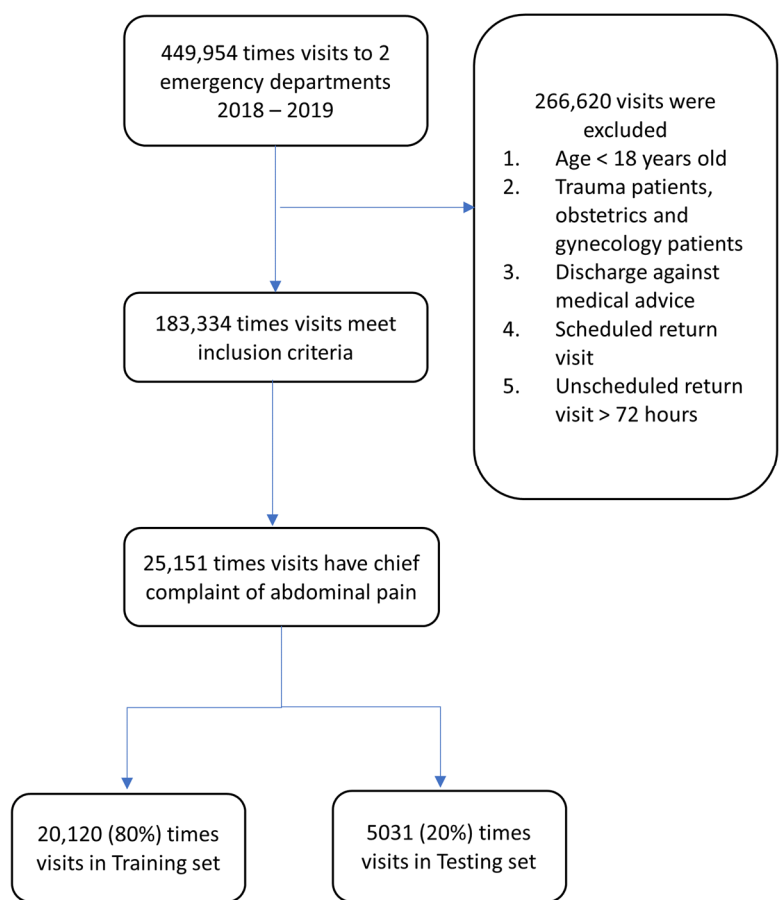 449,954 times visits to 2
emergency departments
2018 – 2019
266,620 visits were
excluded
1. Age < 18 years old
2. Trauma patients,
obstetrics and
gynecology patients
3. Discharge against
medical advice
4. Scheduled return
visit
5. Unscheduled return
visit > 72 hours
183,334 times visits meet
inclusion criteria
25,151 times visits have chief
complaint of abdominal pain
20,120 (80%) times
visits in Training set
5031 (20%) times
visits in Testing set